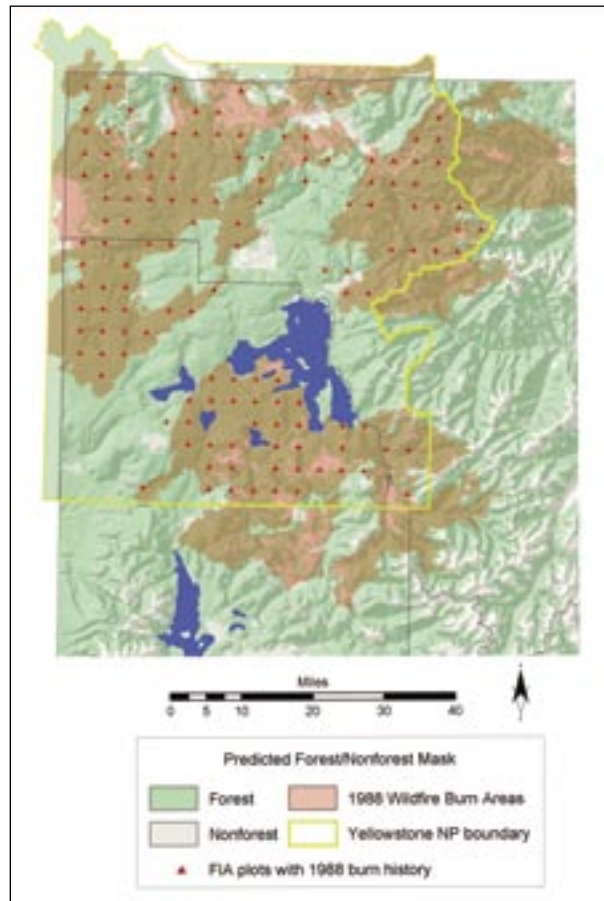 Miles
0 5 10 20 30 40
Predicted Forest/Nonforest Mask
Forest
1988 Wildfire Burn Areas
Nonforest
Yellowstone NP boundary
FIA plots with 1988 burn history